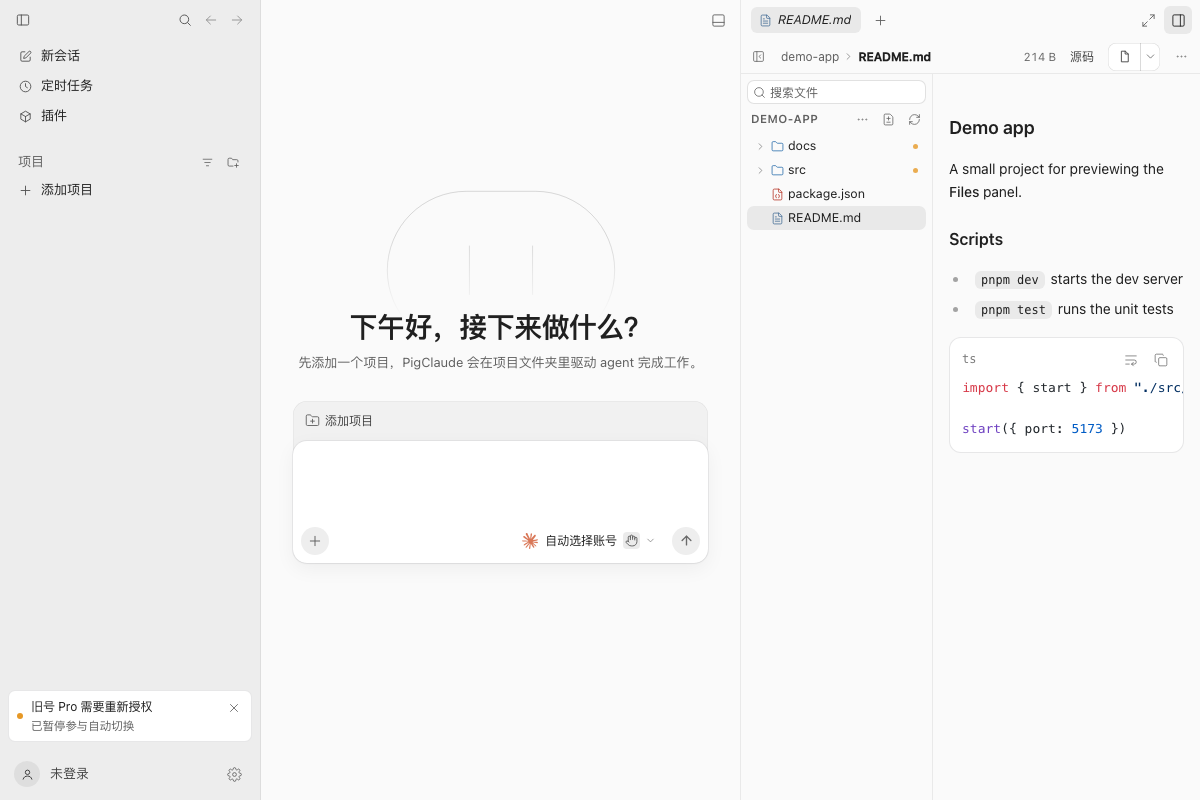 新会话
定时任务
插件
项目
添加项目
旧号 Pro 需要重新授权
已暂停参与自动切换
未登录
下午好，接下来做什么?
先添加一个项目，PigClaude 会在项目文件夹里驱动 agent 完成工作。
添加项目
自动选择账号
README.md
demo-app › README.md
214 B 源码
搜索文件
DEMO-APP
docs
src
package.json
README.md
Demo app
A small project for previewing the
Files panel.
Scripts
pnpm dev starts the dev server
pnpm test runs the unit tests
ts
import { start } from "./src
start({ port: 5173 })